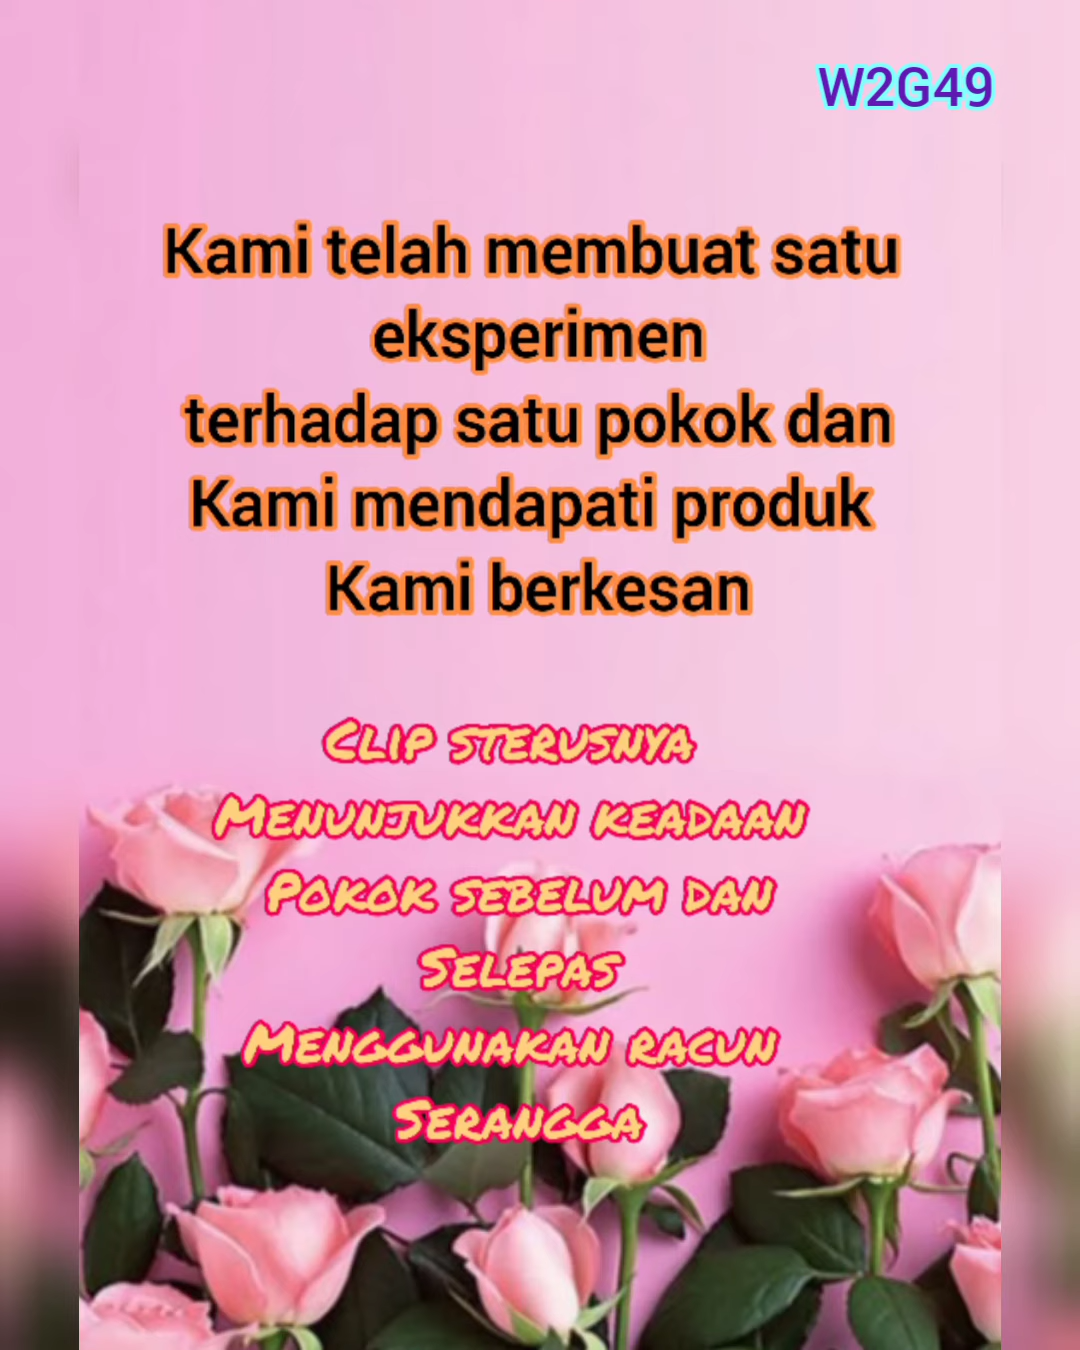 W2G49
Kami telah membuat satu
eksperimen
terhadap satu pokok dan
Kami mendapati produk
Kami berkesan
Clip sterusnya
Menunjukkan keadaan
Pokok sebelum dan
Selepas
Menggunakan racun
Serangga